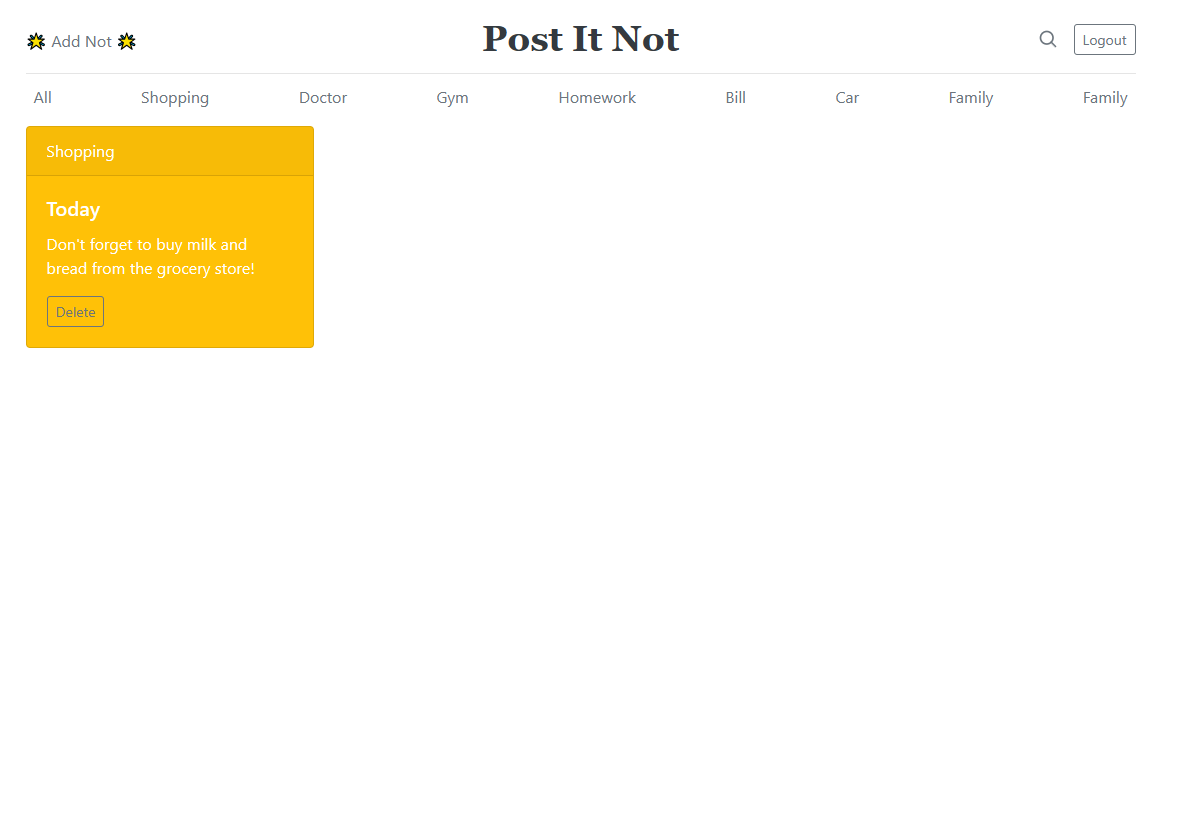 🌟 Add Not 🌟
Post It Not
Logout
All Shopping Doctor Gym Homework Bill Car Family Family
Shopping
Today
Don't forget to buy milk and
bread from the grocery store!
Delete